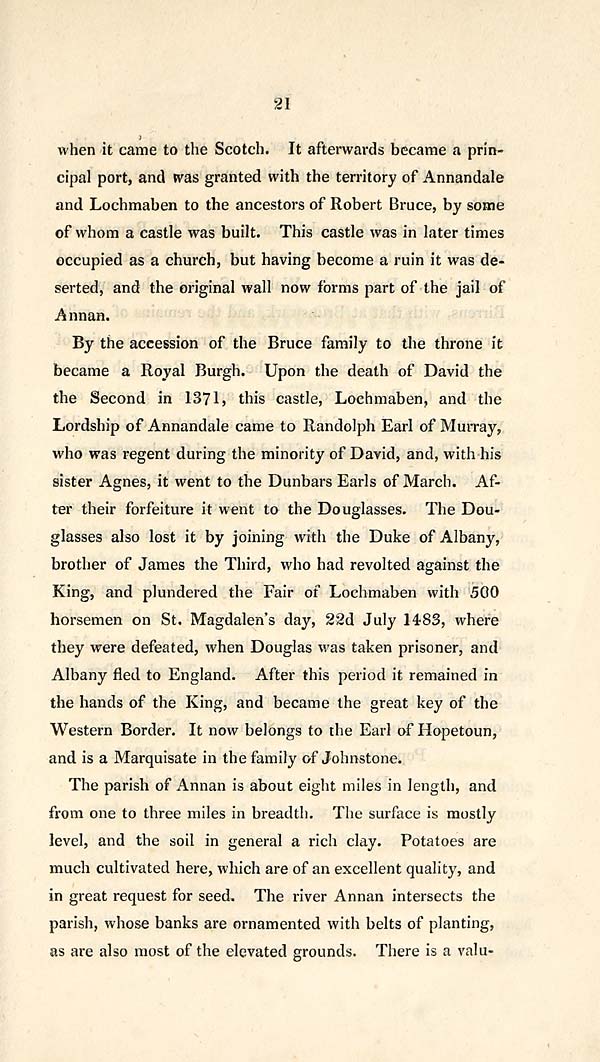 21
when it came to the Scotch. It afterwards became a prin-
cipal port, and was granted with the territory of Annandale
and Lochmaben to the ancestors of Robert Bruce, by some
of whom a castle was built. This castle was in later times
occupied as a church, but having become a ruin it was de-
serted, and the original wall now forms part of the jail of
Annan.
By the accession of the Bruce family to the throne it
became a Royal Burgh. Upon the death of David the
the Second in 1371, this castle, Lochmaben, and the
Lordship of Annandale came to Randolph Earl of Murray,
who was regent during the minority of David, and, with his
sister Agnes, it went to the Dunbars Earls of March. Af-
ter their forfeiture it went to the Douglasses. The Dou-
glasses also lost it by joining with the Duke of Albany,
brother of James the Third, who had revolted against the
King, and plundered the Fair of Lochmaben with 500
horsemen on St. Magdalen's day, 22d July 1483, where
they were defeated, when Douglas was taken prisoner, and
Albany fled to England. After this period it remained in
the hands of the King, and became the great key of the
Western Border. It now belongs to the Earl of Hopetoun,
and is a Marquisate in the family of Johnstone.
The parish of Annan is about eight miles in length, and
from one to three miles in breadth. The surface is mostly
level, and the soil in general a rich clay. Potatoes are
much cultivated here, which are of an excellent quality, and
in great request for seed. The river Annan intersects the
parish, whose banks are ornamented with belts of planting,
as are also most of the elevated grounds. There is a valu-